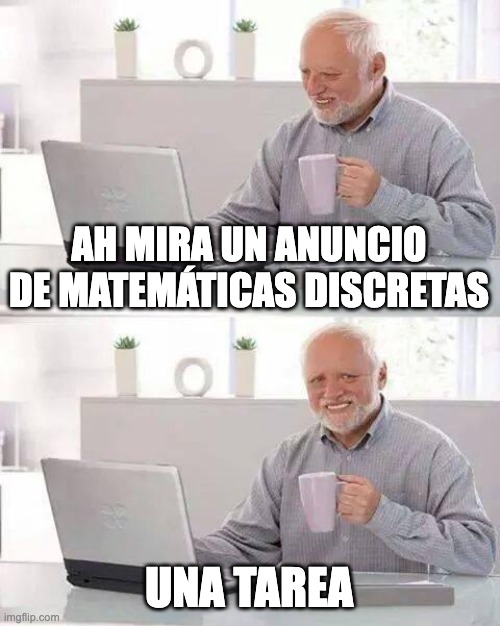 AH MIRA UN ANUNCIO
DE MATEMÁTICAS DISCRETAS
UNA TAREA
imgflip.com